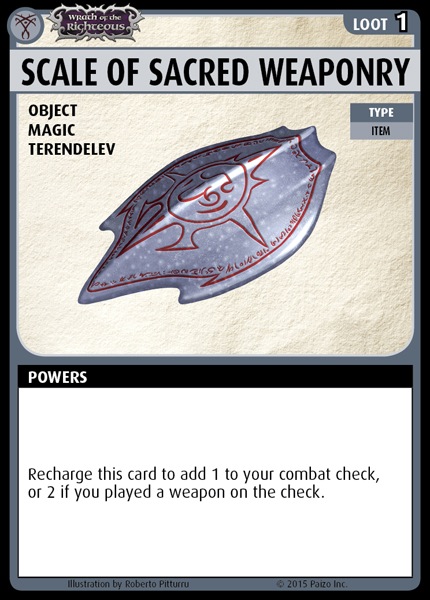 Wrath of the
Righteous
LOOT 1
SCALE OF SACRED WEAPONRY
OBJECT
MAGIC
TERENDELEV
TYPE
ITEM
POWERS
Recharge this card to add 1 to your combat check,
or 2 if you played a weapon on the check.
Illustration by Roberto Pitturru
© 2015 Paizo Inc.